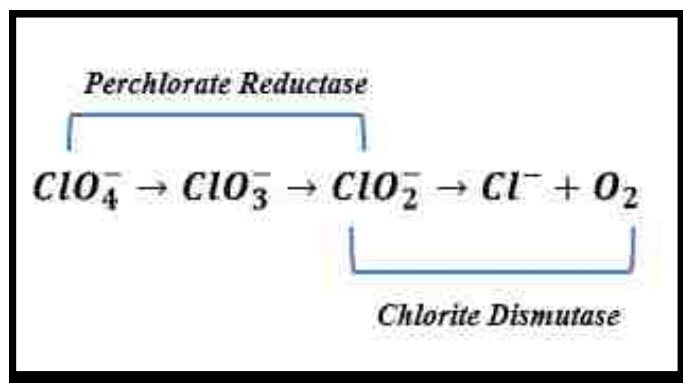 Perchlorate Reductase
ClO₄⁻ → ClO₃⁻ → ClO₂⁻ → Cl⁻ + O₂
Chlorite Dismutase